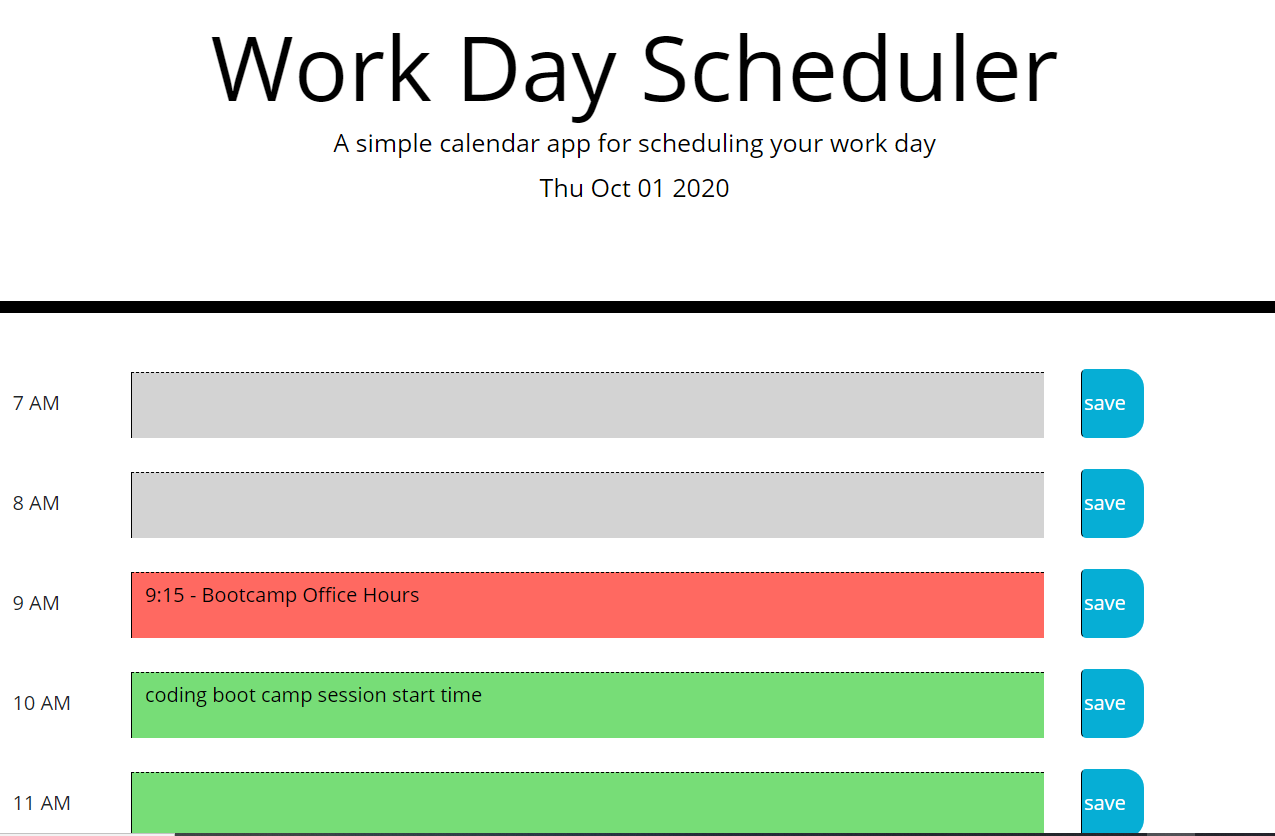 Work Day Scheduler
A simple calendar app for scheduling your work day
Thu Oct 01 2020
7 AM save
8 AM save
9 AM 9:15 - Bootcamp Office Hours save
10 AM coding boot camp session start time save
11 AM save